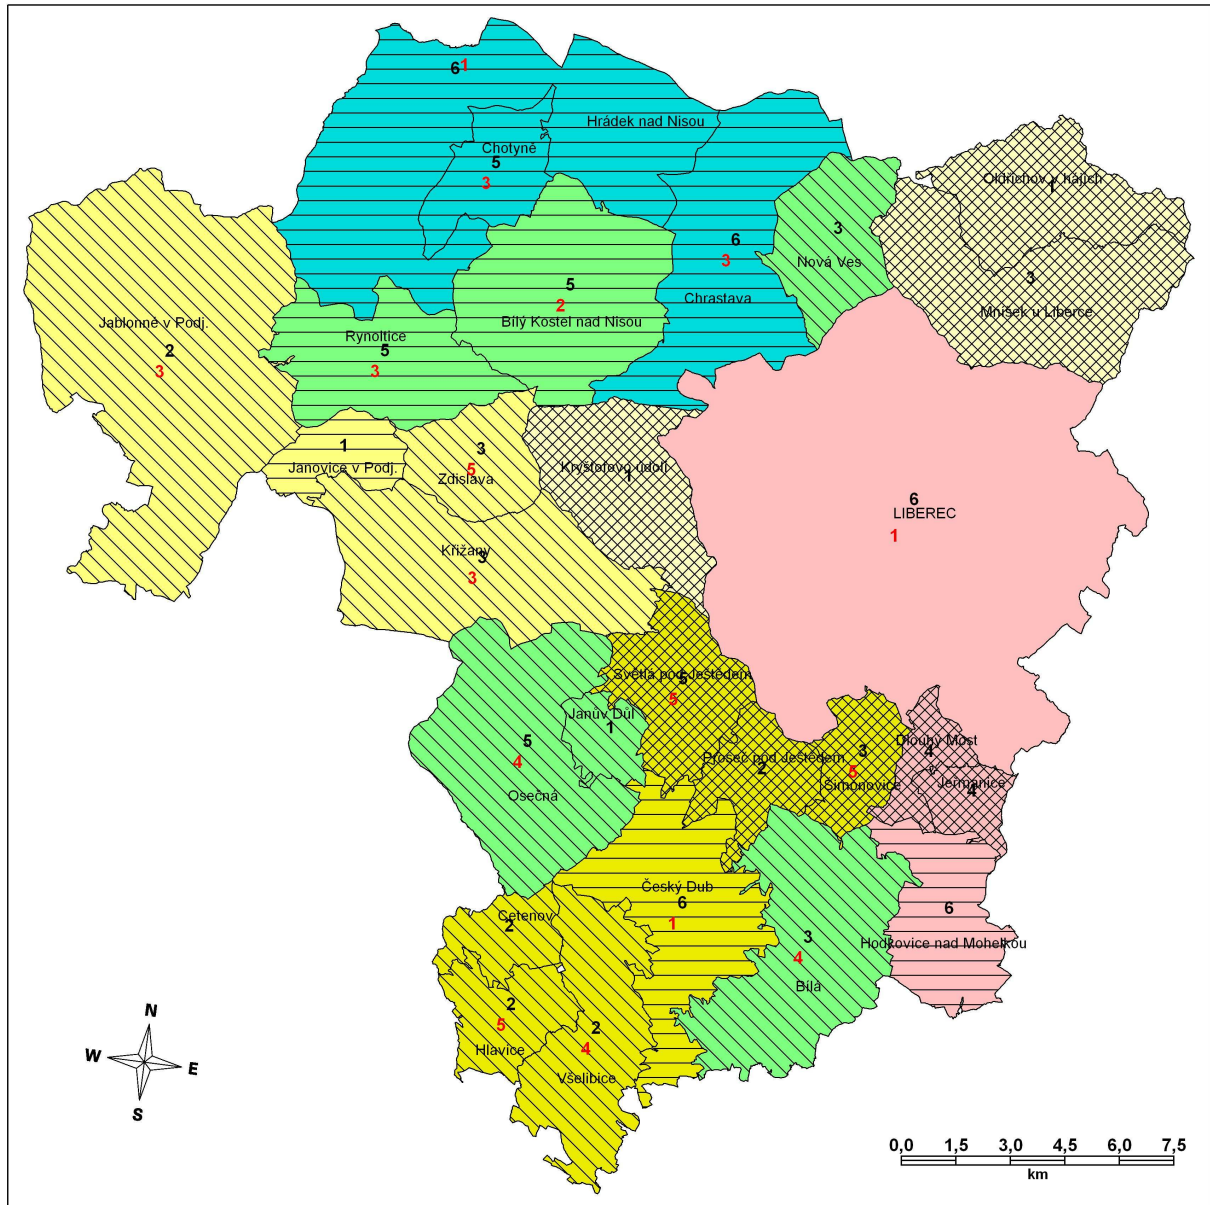 6 1
Hrádek nad Nisou
Chotyně
5
3
Oldřichov v hájích
1
6
3
Chrastava
3
Nová Ves
3
Mníšek u Liberce
5
2
Bílý Kostel nad Nisou
Jablonné v Podj.
2
3
Rynoltice
5
3
1
Janovice v Podj.
3
5
Zdislava
Kryštofovo údolí
1
6
LIBEREC
1
Křižany
3
3
Světlá pod Ještědem
5
5
Janův Důl
1
5
4
Osečná
Proseč pod Ještědem
2
3
5
Šimonovice
Dlouhý Most
4
Jeřmanice
4
Český Dub
6
1
6
Hodkovice nad Mohelkou
3
4
Bílá
Cetenov
2
2
5
Hlavice
2
4
Všelibice
N
W
E
S
0,0 1,5 3,0 4,5 6,0 7,5
km